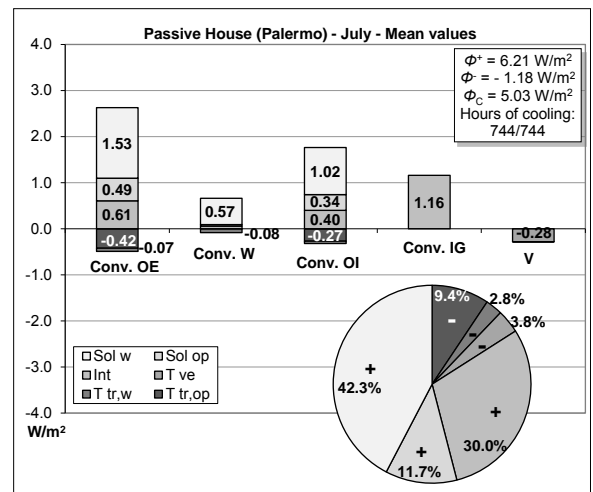 Passive House (Palermo) - July - Mean values
4.0
3.0
2.0
1.0
0.0
-1.0
-2.0
-3.0
-4.0
W/m²
Φ⁺ = 6.21 W/m²
Φ⁻ = - 1.18 W/m²
Φ_C = 5.03 W/m²
Hours of cooling:
744/744
1.53
0.49
0.61
-0.42
-0.07
Conv. OE
0.57
-0.08
Conv. W
1.02
0.34
0.40
-0.27
Conv. OI
1.16
Conv. IG
-0.28
V
Sol w
Sol op
Int
T ve
T tr,w
T tr,op
9.4%
-
2.8%
-
3.8%
-
+
30.0%
+
11.7%
+
42.3%